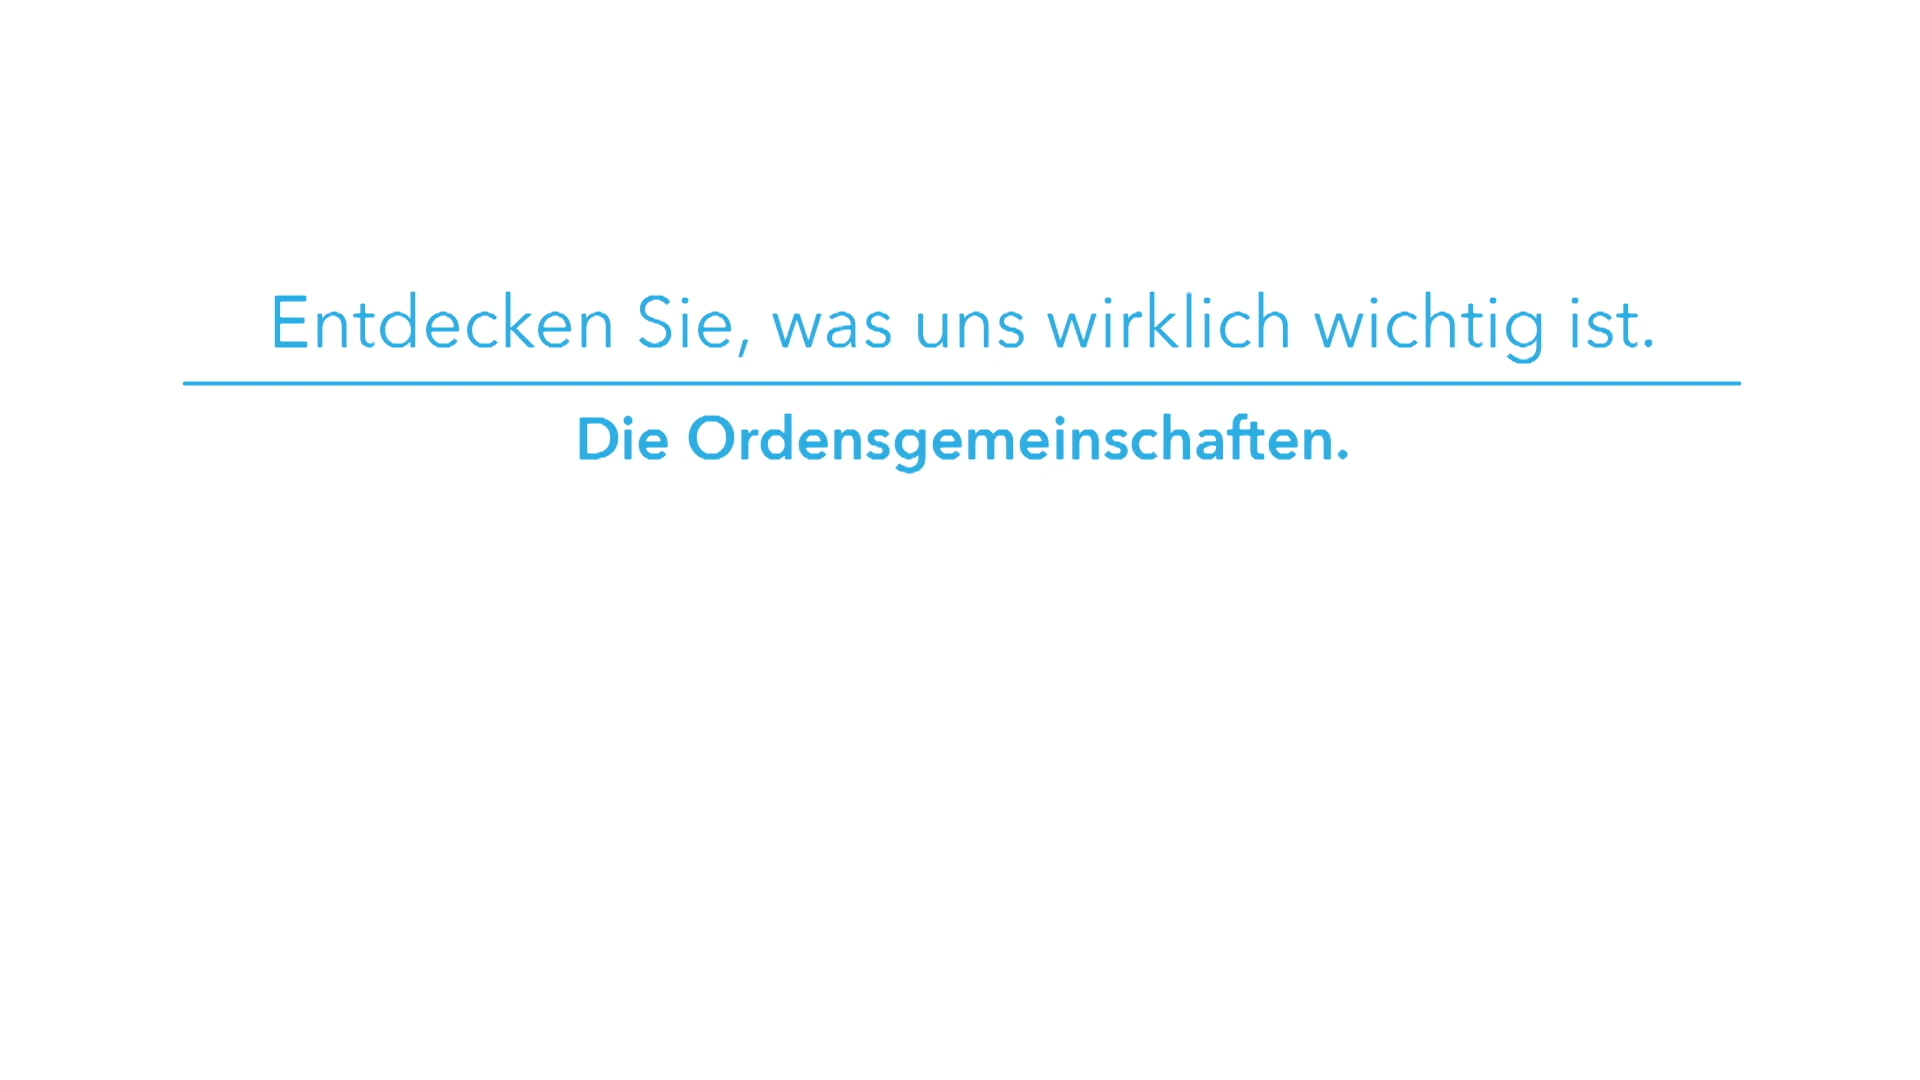 Entdecken Sie, was uns wirklich wichtig ist.
Die Ordensgemeinschaften.